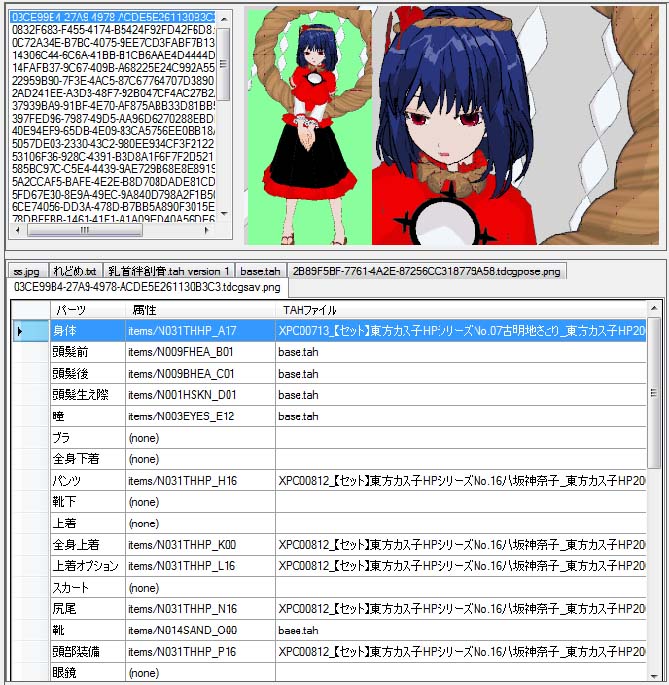 03CE99B4-27A9-4978-ACDE5E261130B3C3
0832F683-F455-4174-B5424F92FD42F6D8
0C72A34E-B7BC-4075-9EE7CD3FABF7B13
14306C44-6C6A-41BB-B1CB6AAE4D4444D
14FAFB37-9C67-409B-A68225E24C992A55
22959B90-7F3E-4AC5-87C67764707D3890
2AD241EE-A3D3-48F7-92B047CF4AC27B2
37939BA9-91BF-4E70-AF875ABB33D81BB5
397FED96-7987-49D5-AA96D6270288EBDI
40E94EF9-65DB-4E09-83CA5756EE0BB18
5057DE03-2330-43C2-980EE934CF3F2122
53106F36-928C-4391-B3D8A1F6F7F2D521
585BC97C-C5E4-4439-9AE729B68E8E8919
5A2CCAF5-BAFE-4E2E-B8D708DADE81CD
5FD67E30-8E9A-49EC-9A840D798A2F1B5
6CE74056-DD3A-478D-B7BB5A890F3015E
ss.jpg れどめ.txt 乳首絆創膏.tah version 1 base.tah 2B89F5BF-7761-4A2E-87256CC318779A58.tdcgpose.png
03CE99B4-27A9-4978-ACDE5E261130B3C3.tdcgsav.png
パーツ 属性 TAHファイル
身体 items/N031THHP_A17 XPC00713_【セット】東方カス子HPシリーズNo.07古明地さとり_東方カス子HP20
頭髪前 items/N009FHEA_B01 base.tah
頭髪後 items/N009BHEA_C01 base.tah
頭髪生え際 items/N001HSKN_D01 base.tah
瞳 items/N003EYES_E12 base.tah
ブラ (none)
全身下着 (none)
パンツ items/N031THHP_H16 XPC00812_【セット】東方カス子HPシリーズNo.16八坂神奈子_東方カス子HP20
靴下 (none)
上着 (none)
全身上着 items/N031THHP_K00 XPC00812_【セット】東方カス子HPシリーズNo.16八坂神奈子_東方カス子HP20
上着オプション items/N031THHP_L16 XPC00812_【セット】東方カス子HPシリーズNo.16八坂神奈子_東方カス子HP20
スカート (none)
尻尾 items/N031THHP_N16 XPC00812_【セット】東方カス子HPシリーズNo.16八坂神奈子_東方カス子HP20
靴 items/N014SAND_O00 base.tah
頭部装備 items/N031THHP_P16 XPC00812_【セット】東方カス子HPシリーズNo.16八坂神奈子_東方カス子HP20
眼鏡 (none)